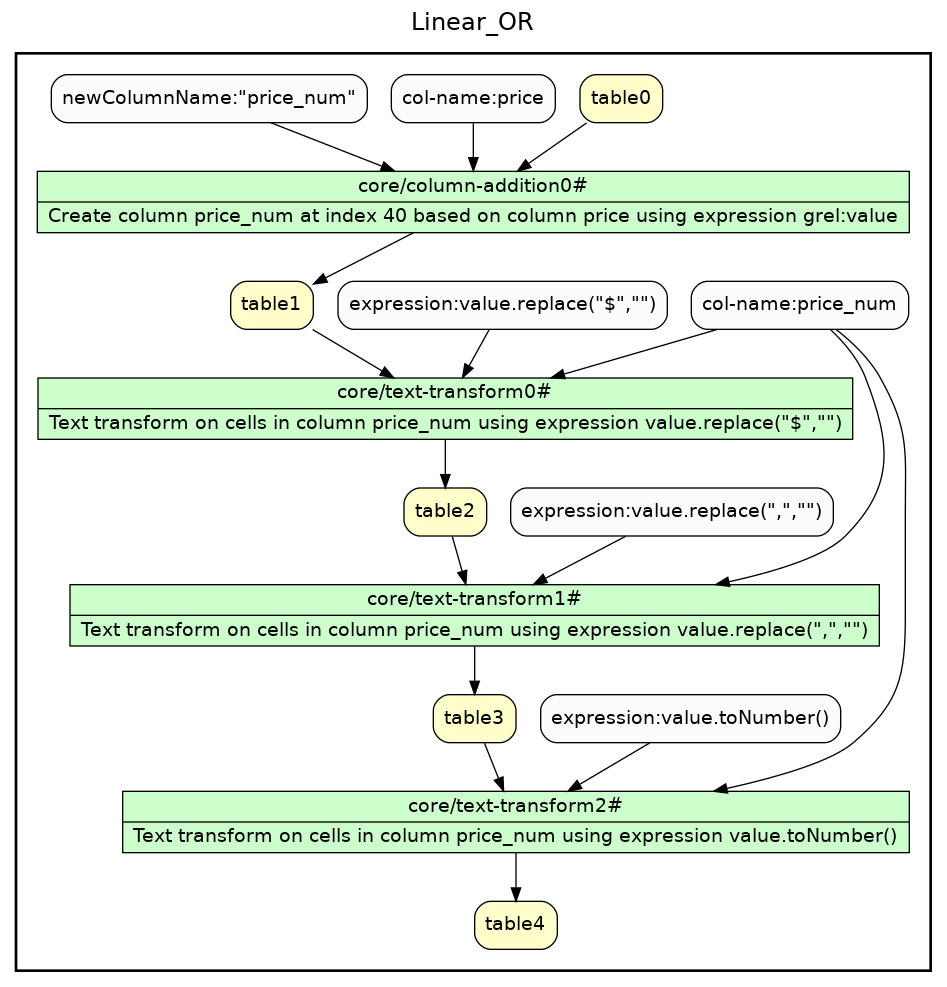 Linear_OR
newColumnName:"price_num"
col-name:price
table0
core/column-addition0#
Create column price_num at index 40 based on column price using expression grel:value
table1
expression:value.replace("$","")
col-name:price_num
core/text-transform0#
Text transform on cells in column price_num using expression value.replace("$","")
table2
expression:value.replace(",","")
core/text-transform1#
Text transform on cells in column price_num using expression value.replace(",","")
table3
expression:value.toNumber()
core/text-transform2#
Text transform on cells in column price_num using expression value.toNumber()
table4